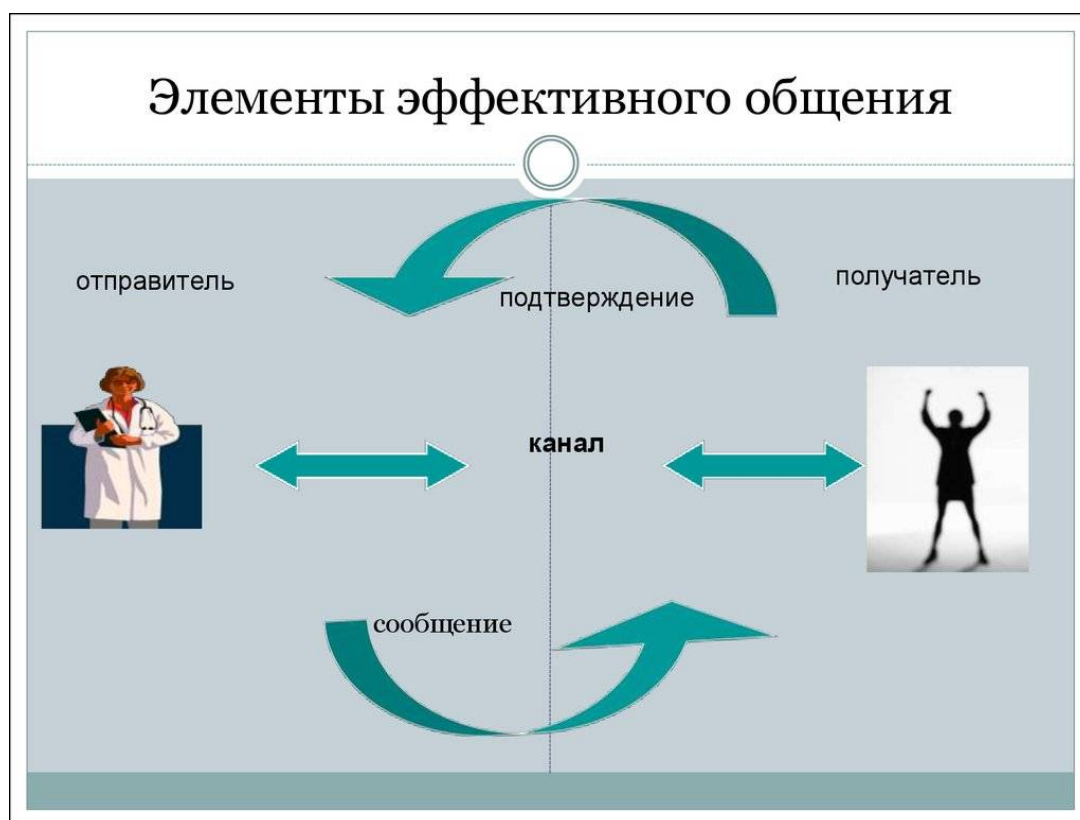 Элементы эффективного общения
отправитель
получатель
подтверждение
канал
сообщение